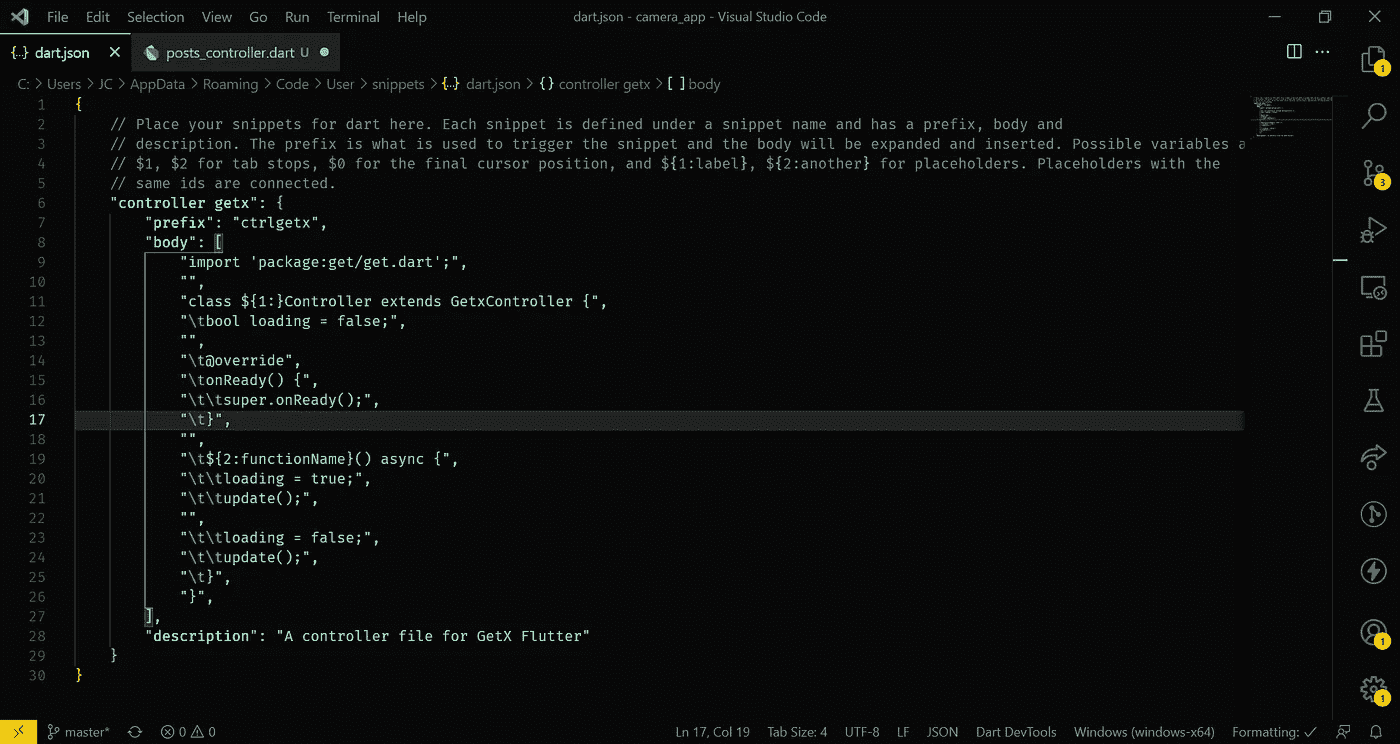 File Edit Selection View Go Run Terminal Help dart.json - camera_app - Visual Studio Code
{..} dart.json posts_controller.dart U
C: > Users > JC > AppData > Roaming > Code > User > snippets > {..} dart.json > {} controller getx > [ ] body
1 {
2 // Place your snippets for dart here. Each snippet is defined under a snippet name and has a prefix, body and
3 // description. The prefix is what is used to trigger the snippet and the body will be expanded and inserted. Possible variables a
4 // $1, $2 for tab stops, $0 for the final cursor position, and ${1:label}, ${2:another} for placeholders. Placeholders with the
5 // same ids are connected.
6 "controller getx": {
7 "prefix": "ctrlgetx",
8 "body": [
9 "import 'package:get/get.dart';",
10 "",
11 "class ${1:}Controller extends GetxController {",
12 "\tbool loading = false;",
13 "",
14 "\t@override",
15 "\tonReady() {",
16 "\t\tsuper.onReady();",
17 "\t}",
18 "",
19 "\t${2:functionName}() async {",
20 "\t\tloading = true;",
21 "\t\tupdate();",
22 "",
23 "\t\tloading = false;",
24 "\t\tupdate();",
25 "\t}",
26 "}",
27 ],
28 "description": "A controller file for GetX Flutter"
29 }
30 }
1
3
1
1
master* 0 0 Ln 17, Col 19 Tab Size: 4 UTF-8 LF JSON Dart DevTools Windows (windows-x64) Formatting: ✓